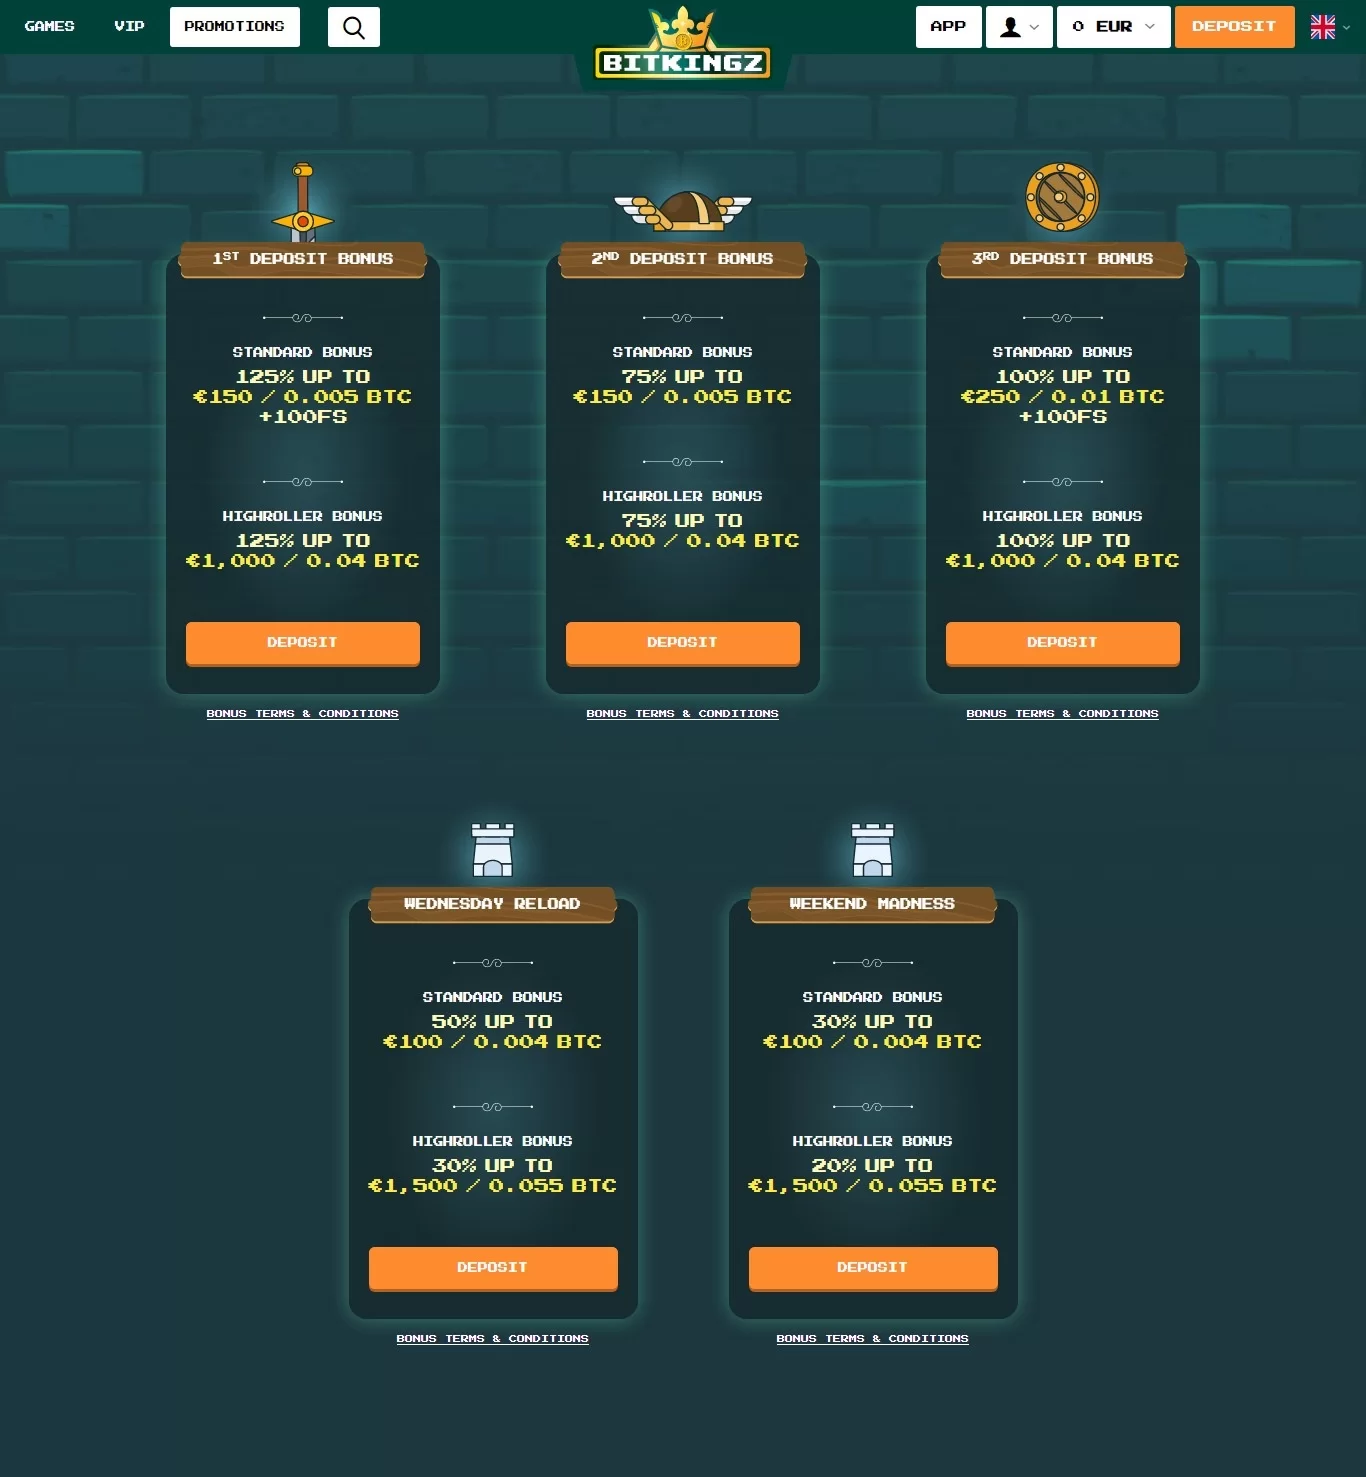 GAMES VIP PROMOTIONS APP 0 EUR DEPOSIT
BITKINGZ
1ST DEPOSIT BONUS
STANDARD BONUS
125% UP TO
€150 / 0.005 BTC
+100FS
HIGHROLLER BONUS
125% UP TO
€1,000 / 0.04 BTC
DEPOSIT
BONUS TERMS & CONDITIONS
2ND DEPOSIT BONUS
STANDARD BONUS
75% UP TO
€150 / 0.005 BTC
HIGHROLLER BONUS
75% UP TO
€1,000 / 0.04 BTC
DEPOSIT
BONUS TERMS & CONDITIONS
3RD DEPOSIT BONUS
STANDARD BONUS
100% UP TO
€250 / 0.01 BTC
+100FS
HIGHROLLER BONUS
100% UP TO
€1,000 / 0.04 BTC
DEPOSIT
BONUS TERMS & CONDITIONS
WEDNESDAY RELOAD
STANDARD BONUS
50% UP TO
€100 / 0.004 BTC
HIGHROLLER BONUS
30% UP TO
€1,500 / 0.055 BTC
DEPOSIT
BONUS TERMS & CONDITIONS
WEEKEND MADNESS
STANDARD BONUS
30% UP TO
€100 / 0.004 BTC
HIGHROLLER BONUS
20% UP TO
€1,500 / 0.055 BTC
DEPOSIT
BONUS TERMS & CONDITIONS